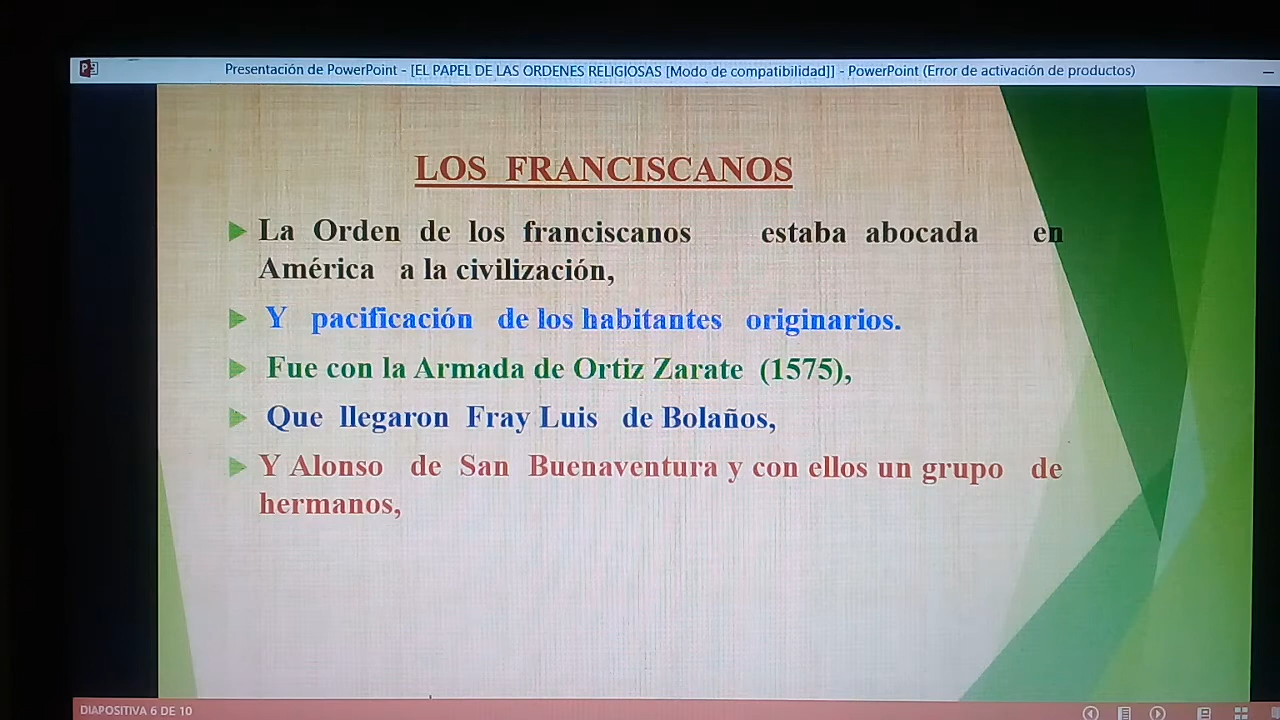 Presentación de PowerPoint - [EL PAPEL DE LAS ORDENES RELIGIOSAS [Modo de compatibilidad]] - PowerPoint (Error de activación de productos)
LOS FRANCISCANOS
La Orden de los franciscanos estaba abocada en
América a la civilización,
Y pacificación de los habitantes originarios.
Fue con la Armada de Ortiz Zarate (1575),
Que llegaron Fray Luis de Bolaños,
Y Alonso de San Buenaventura y con ellos un grupo de
hermanos,
DIAPOSITIVA 6 DE 10